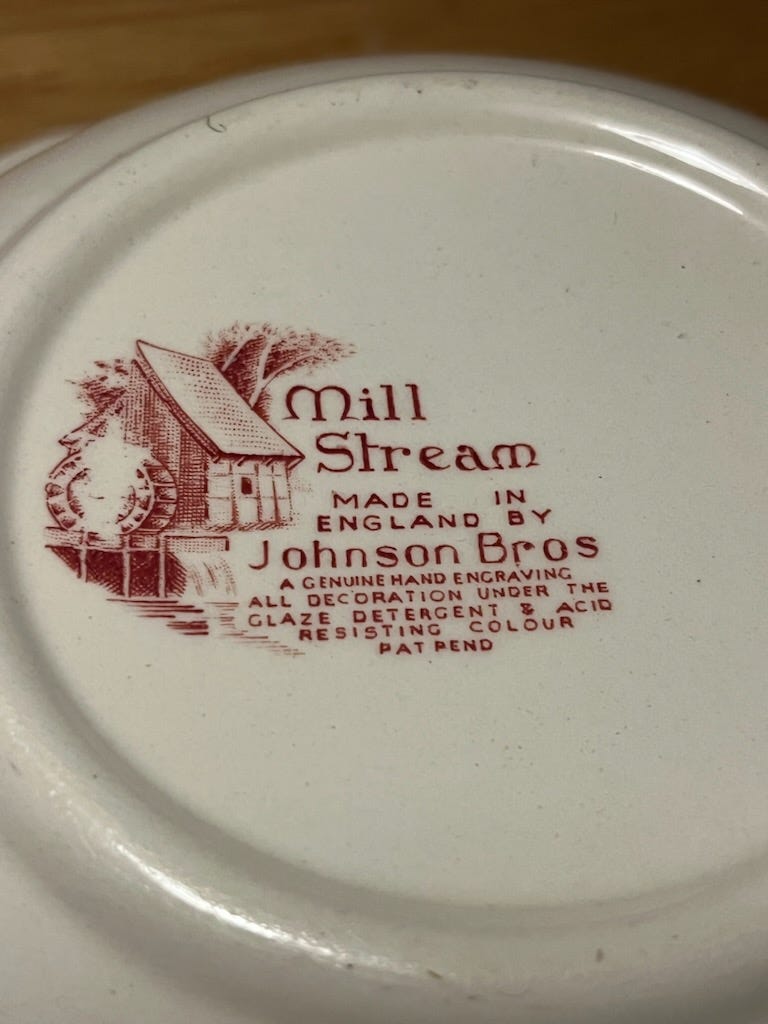 Mill
Stream
MADE IN
ENGLAND BY
Johnson Bros
A GENUINE HAND ENGRAVING
ALL DECORATION UNDER THE
GLAZE DETERGENT & ACID
RESISTING COLOUR
PAT PEND